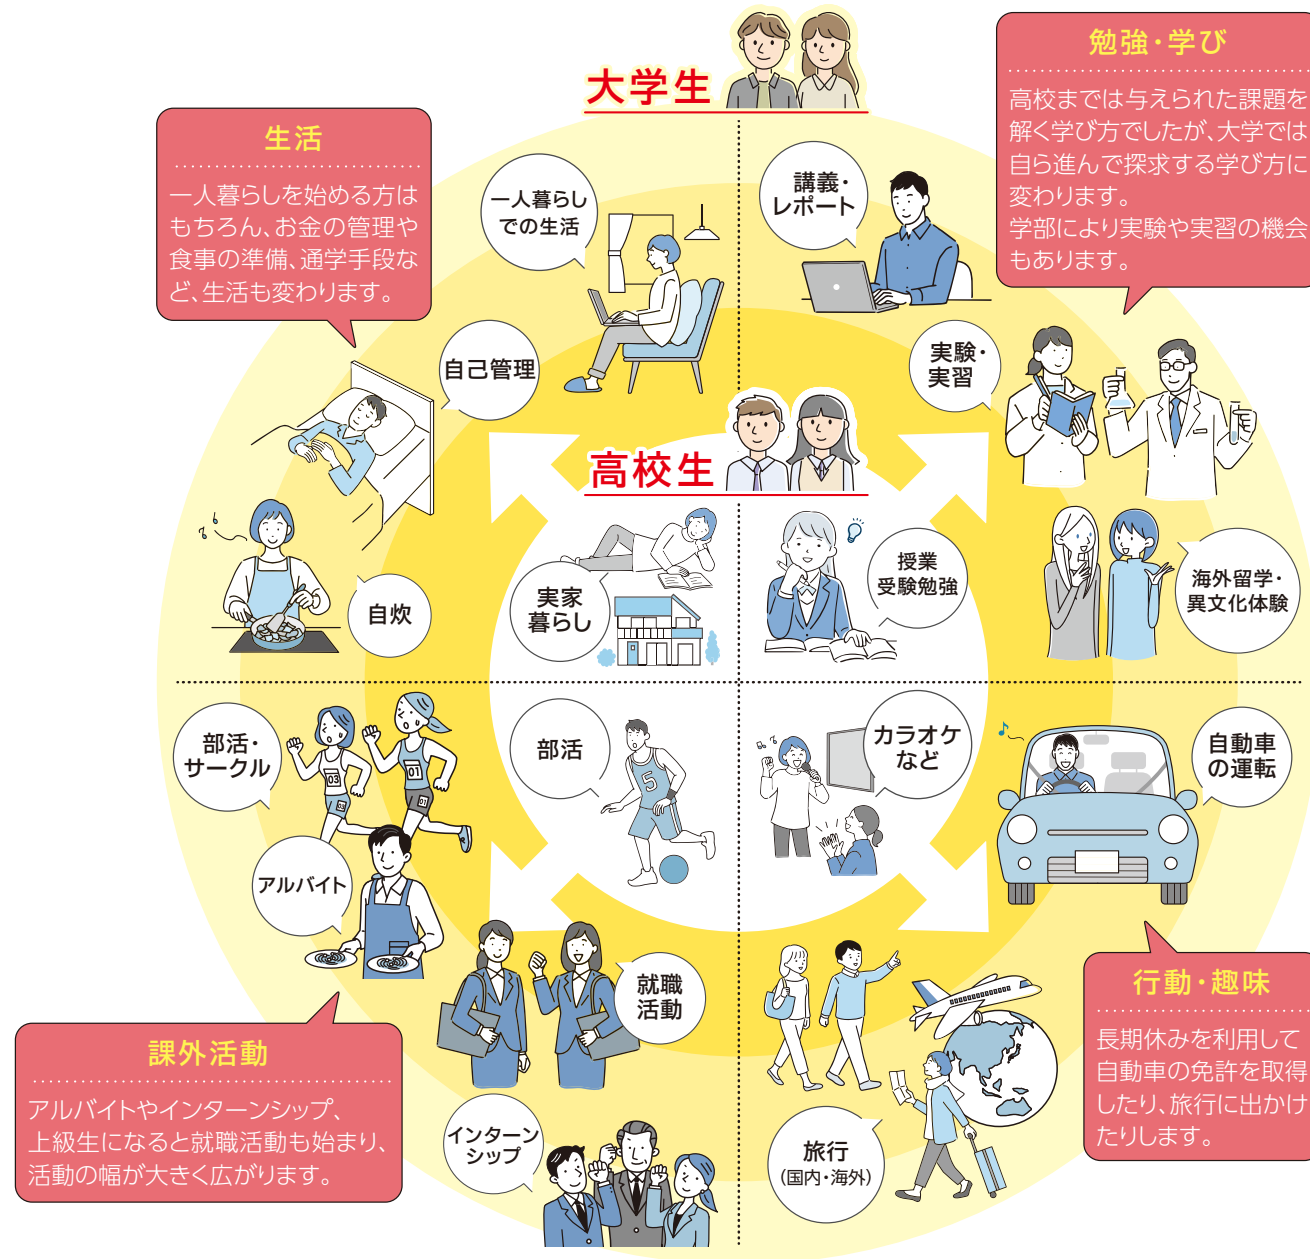 大学生
生活
一人暮らしを始める方は
もちろん、お金の管理や
食事の準備、通学手段な
ど、生活も変わります。
勉強・学び
高校までは与えられた課題を
解く学び方でしたが、大学では
自ら進んで探求する学び方に
変わります。
学部により実験や実習の機会
もあります。
一人暮らし
での生活
講義・
レポート
自己管理
実験・
実習
自炊
海外留学・
異文化体験
高校生
実家
暮らし
授業
受験勉強
部活
5
カラオケ
など
部活・
サークル
03
03
01
01
自動車
の運転
アルバイト
就職
活動
インターン
シップ
旅行
(国内・海外)
課外活動
アルバイトやインターンシップ、
上級生になると就職活動も始まり、
活動の幅が大きく広がります。
行動・趣味
長期休みを利用して
自動車の免許を取得
したり、旅行に出かけ
たりします。